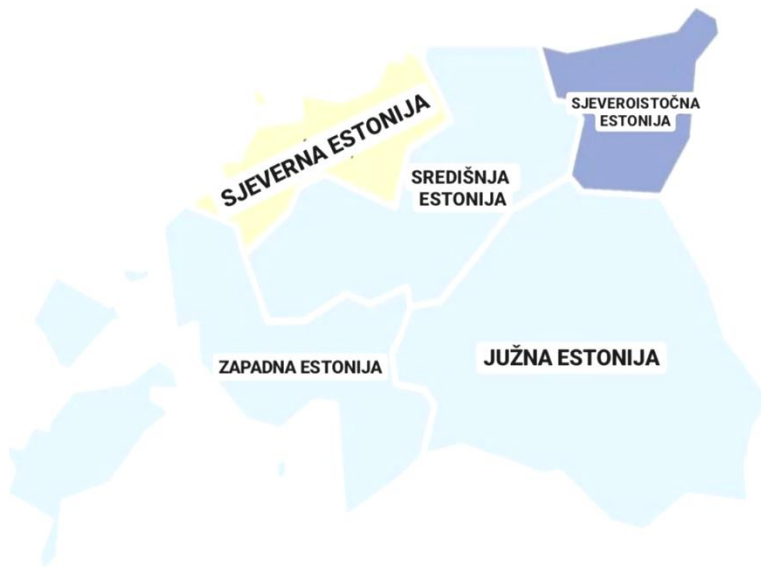 SJEVEROISTOČNA
ESTONIJA
SJEVERNA ESTONIJA
SREDIŠNJA
ESTONIJA
ZAPADNA ESTONIJA
JUŽNA ESTONIJA